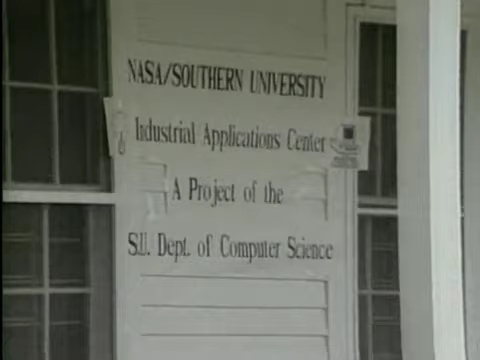 NASA/SOUTHERN UNIVERSITY
Industrial Applications Center
A Project of the
S.U. Dept. of Computer Science